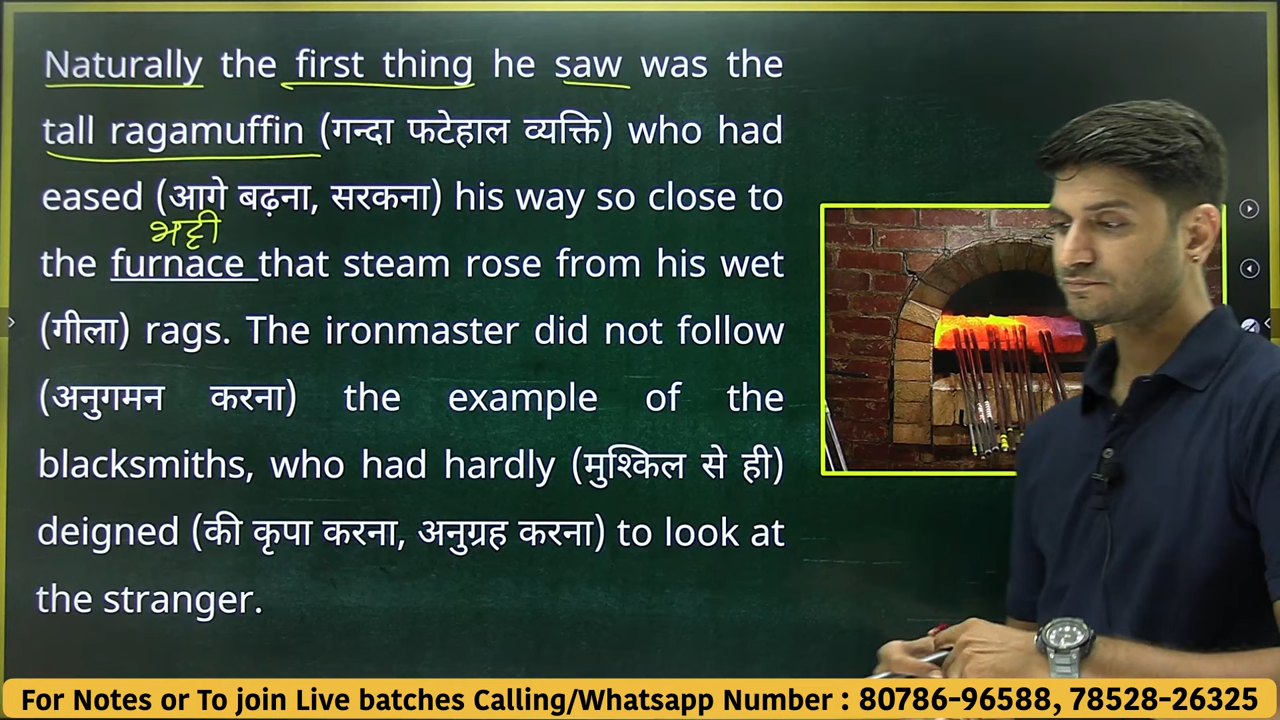 Naturally the first thing he saw was the
tall ragamuffin (गन्दा फटेहाल व्यक्ति) who had
eased (आगे बढ़ना, सरकना) his way so close to
भट्टी
the furnace that steam rose from his wet
(गीला) rags. The ironmaster did not follow
(अनुगमन करना) the example of the
blacksmiths, who had hardly (मुश्किल से ही)
deigned (की कृपा करना, अनुग्रह करना) to look at
the stranger.
For Notes or To join Live batches Calling/Whatsapp Number : 80786-96588, 78528-26325